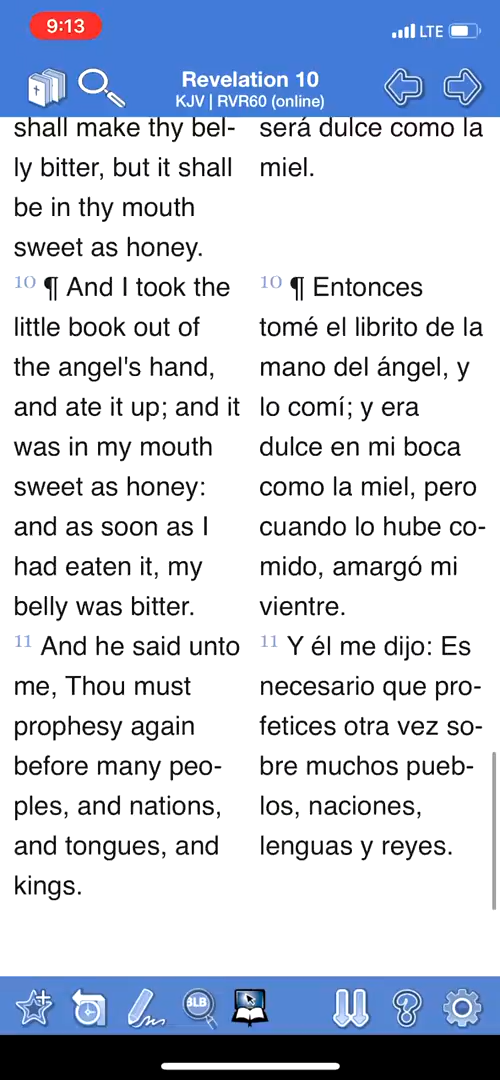 9:13
LTE
Revelation 10
KJV | RVR60 (online)
shall make thy bel-
ly bitter, but it shall
be in thy mouth
sweet as honey.
10 ¶ And I took the
little book out of
the angel's hand,
and ate it up; and it
was in my mouth
sweet as honey:
and as soon as I
had eaten it, my
belly was bitter.
11 And he said unto
me, Thou must
prophesy again
before many peo-
ples, and nations,
and tongues, and
kings.
será dulce como la
miel.
10 ¶ Entonces
tomé el librito de la
mano del ángel, y
lo comí; y era
dulce en mi boca
como la miel, pero
cuando lo hube co-
mido, amargó mi
vientre.
11 Y él me dijo: Es
necesario que pro-
fetices otra vez so-
bre muchos pueb-
los, naciones,
lenguas y reyes.
BLB